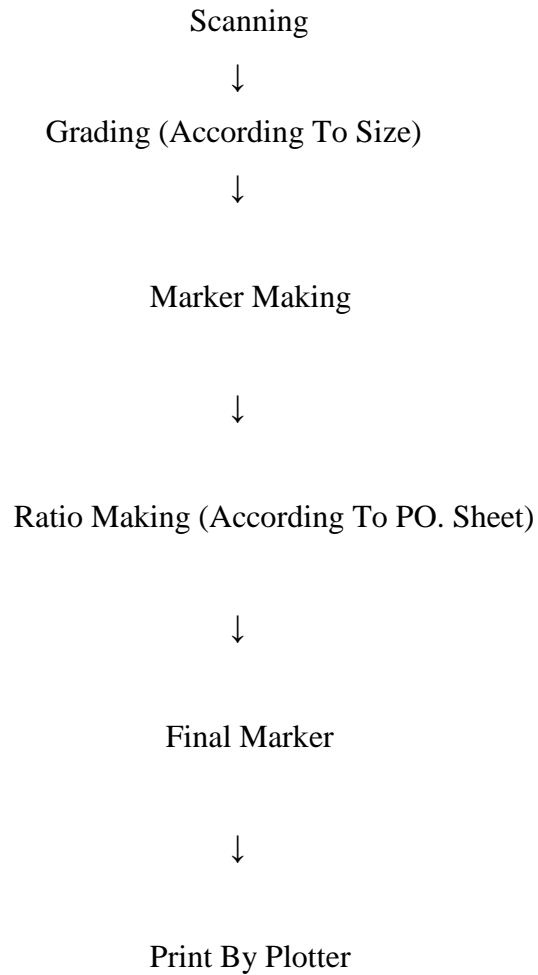 Scanning
↓
Grading (According To Size)
↓
Marker Making
↓
Ratio Making (According To PO. Sheet)
↓
Final Marker
↓
Print By Plotter